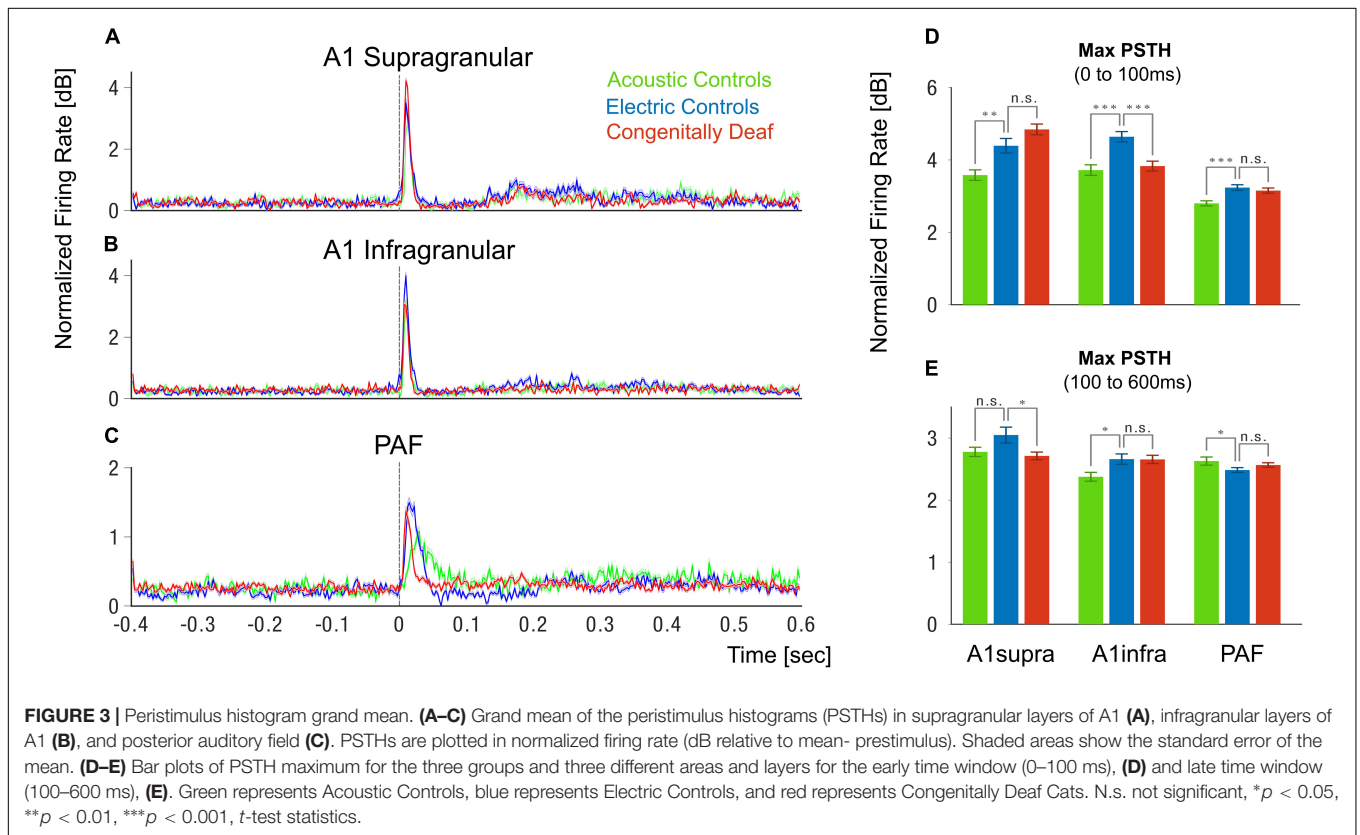 A
A1 Supragranular
Normalized Firing Rate [dB]
4
2
0
Acoustic Controls
Electric Controls
Congenitally Deaf
B
A1 Infragranular
4
2
0
C
PAF
2
1
0
-0.4 -0.3 -0.2 -0.1 0 0.1 0.2 0.3 0.4 0.5 0.6
Time [sec]
D
Max PSTH
(0 to 100ms)
Normalized Firing Rate [dB]
6
4
2
0
** n.s. *** *** *** n.s.
E
Max PSTH
(100 to 600ms)
3
2
1
0
n.s. * * n.s. * n.s.
A1supra A1infra PAF
FIGURE 3 | Peristimulus histogram grand mean. (A–C) Grand mean of the peristimulus histograms (PSTHs) in supragranular layers of A1 (A), infragranular layers of
A1 (B), and posterior auditory field (C). PSTHs are plotted in normalized firing rate (dB relative to mean- prestimulus). Shaded areas show the standard error of the
mean. (D–E) Bar plots of PSTH maximum for the three groups and three different areas and layers for the early time window (0–100 ms), (D) and late time window
(100–600 ms), (E). Green represents Acoustic Controls, blue represents Electric Controls, and red represents Congenitally Deaf Cats. N.s. not significant, *p < 0.05,
**p < 0.01, ***p < 0.001, t-test statistics.